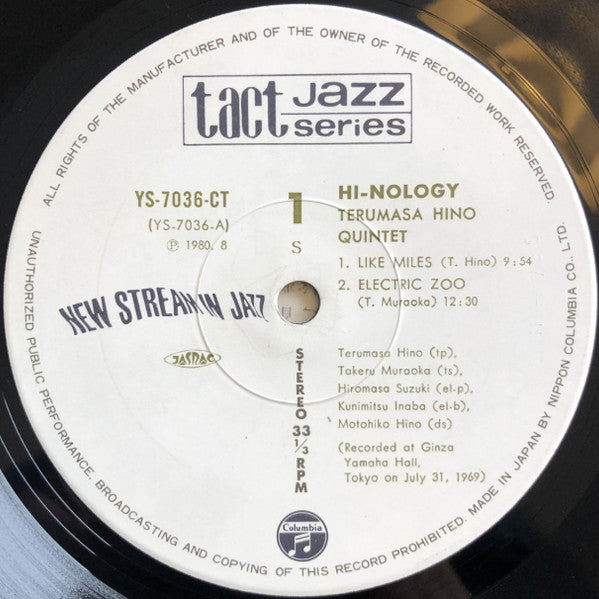 ALL RIGHTS OF THE MANUFACTURER AND OF THE OWNER OF THE RECORDED WORK RESERVED.
UNAUTHORIZED PUBLIC PERFORMANCE, BROADCASTING AND COPYING OF THIS RECORD PROHIBITED. MADE IN JAPAN BY NIPPON COLUMBIA CO., LTD.
tact jazz series
YS-7036-CT
(YS-7036-A)
Ⓟ 1980. 8
1
S
HI-NOLOGY
TERUMASA HINO
QUINTET
1. LIKE MILES (T. Hino) 9:54
2. ELECTRIC ZOO
(T. Muraoka) 12:30
NEW STREAM IN JAZZ
JASRAC
STEREO 33 1/3 RPM
Terumasa Hino (tp),
Takeru Muraoka (ts),
Hiromasa Suzuki (el-p),
Kunimitsu Inaba (el-b),
Motohiko Hino (ds)
(Recorded at Ginza
Yamaha Hall,
Tokyo on July 31, 1969)
Columbia